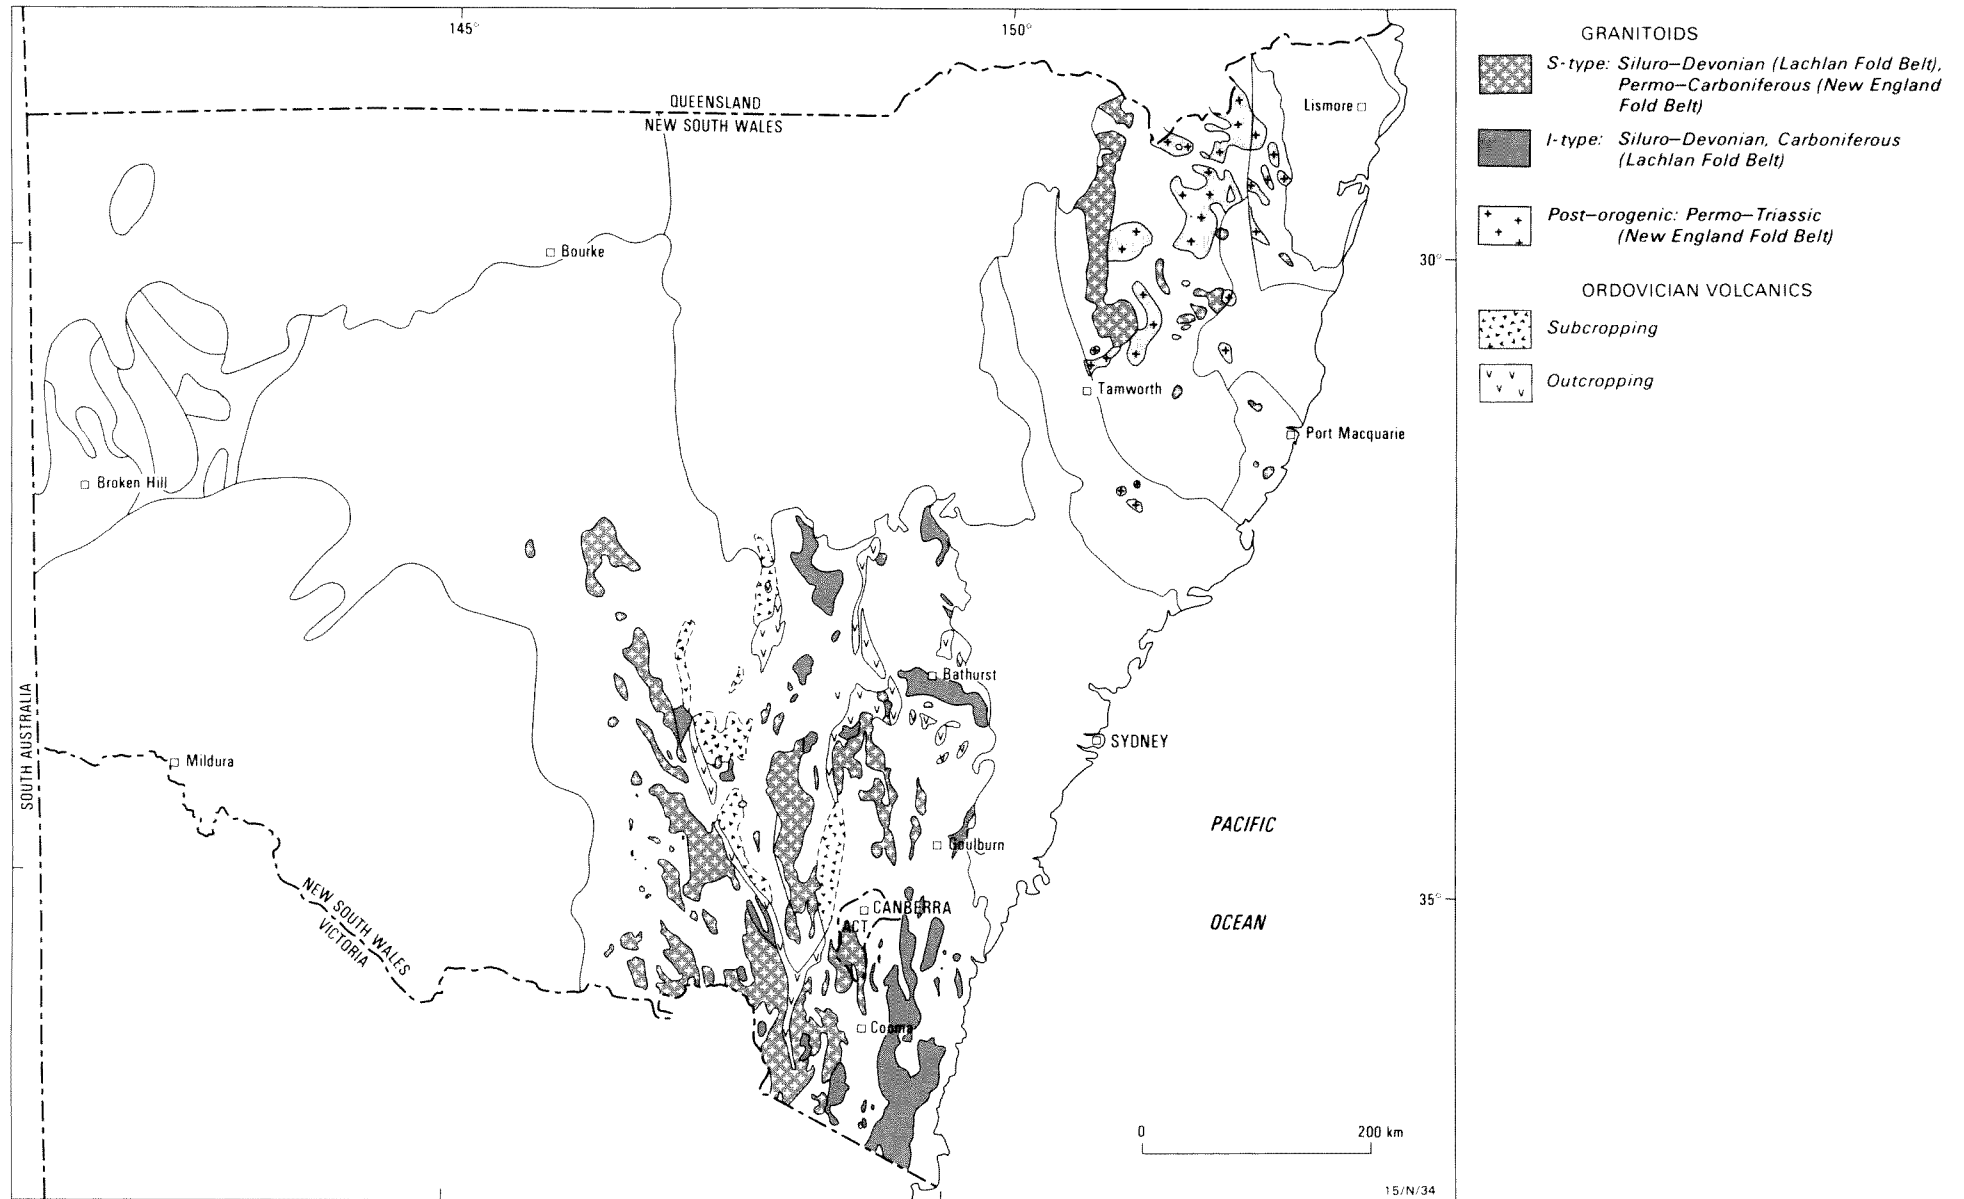 145°
150°
QUEENSLAND
NEW SOUTH WALES
Lismore
Bourke
30°
Tamworth
Port Macquarie
Broken Hill
Bathurst
SOUTH AUSTRALIA
Mildura
SYDNEY
PACIFIC
OCEAN
Goulburn
NEW SOUTH WALES
VICTORIA
CANBERRA
ACT
35°
Cooma
0 200 km
15/N/34
GRANITOIDS
S-type: Siluro–Devonian (Lachlan Fold Belt),
Permo–Carboniferous (New England
Fold Belt)
I-type: Siluro–Devonian, Carboniferous
(Lachlan Fold Belt)
Post-orogenic: Permo–Triassic
(New England Fold Belt)
ORDOVICIAN VOLCANICS
Subcropping
Outcropping